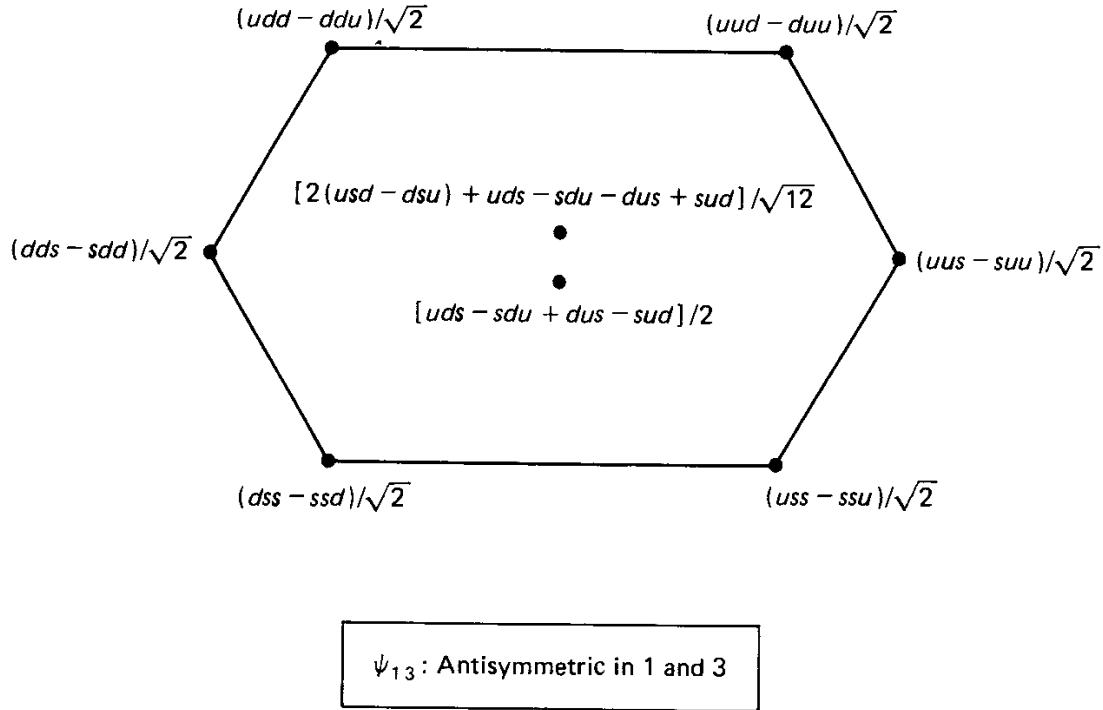 (udd – ddu)/√2
(uud – duu)/√2
[2(usd – dsu) + uds – sdu – dus + sud]/√12
(dds – sdd)/√2
(uus – suu)/√2
[uds – sdu + dus – sud]/2
(dss – ssd)/√2
(uss – ssu)/√2
ψ13: Antisymmetric in 1 and 3